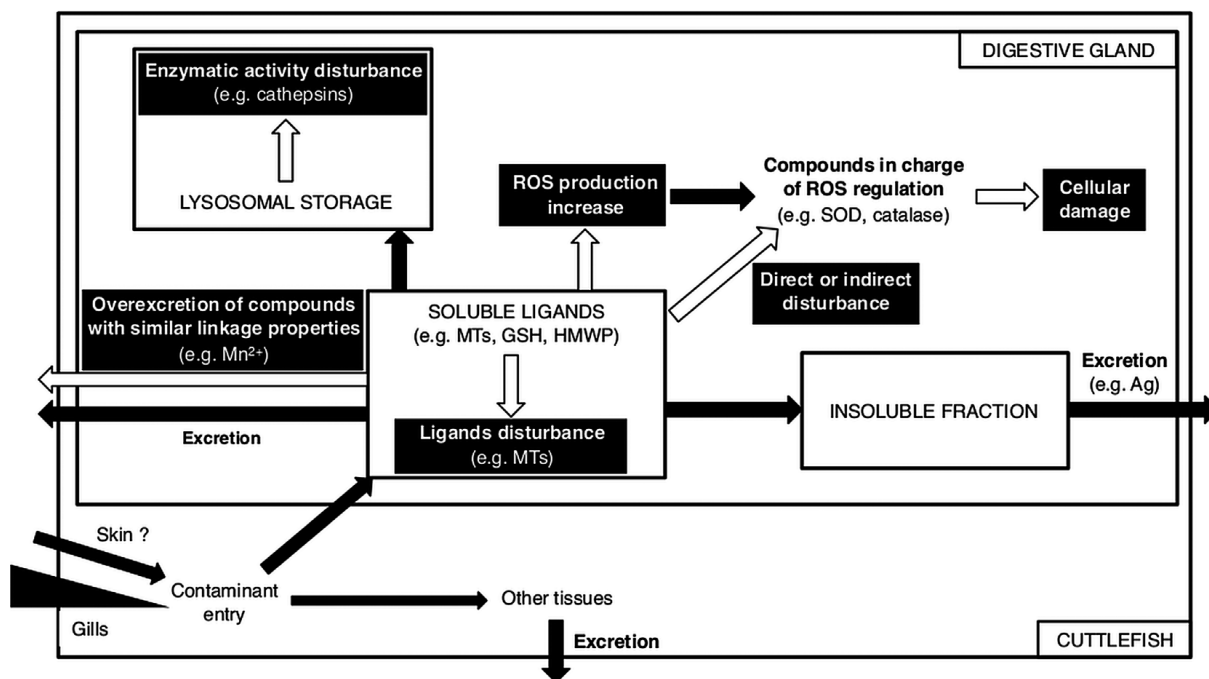 DIGESTIVE GLAND
Enzymatic activity disturbance
(e.g. cathepsins)
LYSOSOMAL STORAGE
ROS production
increase
Compounds in charge
of ROS regulation
(e.g. SOD, catalase)
Cellular
damage
Direct or indirect
disturbance
Overexcretion of compounds
with similar linkage properties
(e.g. Mn²⁺)
SOLUBLE LIGANDS
(e.g. MTs, GSH, HMWP)
Ligands disturbance
(e.g. MTs)
Excretion
INSOLUBLE FRACTION
Excretion
(e.g. Ag)
Skin ?
Contaminant
entry
Gills
Other tissues
Excretion
CUTTLEFISH